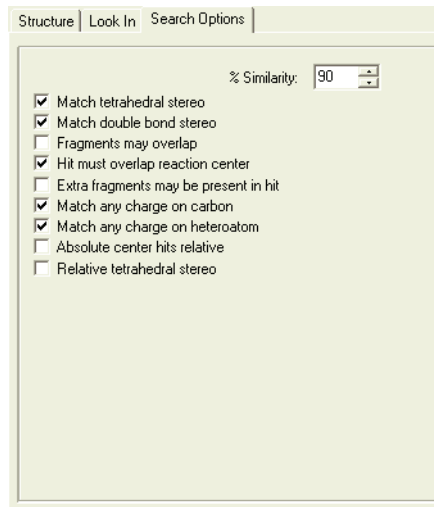 Structure Look In Search Options
% Similarity: 90
Match tetrahedral stereo
Match double bond stereo
Fragments may overlap
Hit must overlap reaction center
Extra fragments may be present in hit
Match any charge on carbon
Match any charge on heteroatom
Absolute center hits relative
Relative tetrahedral stereo